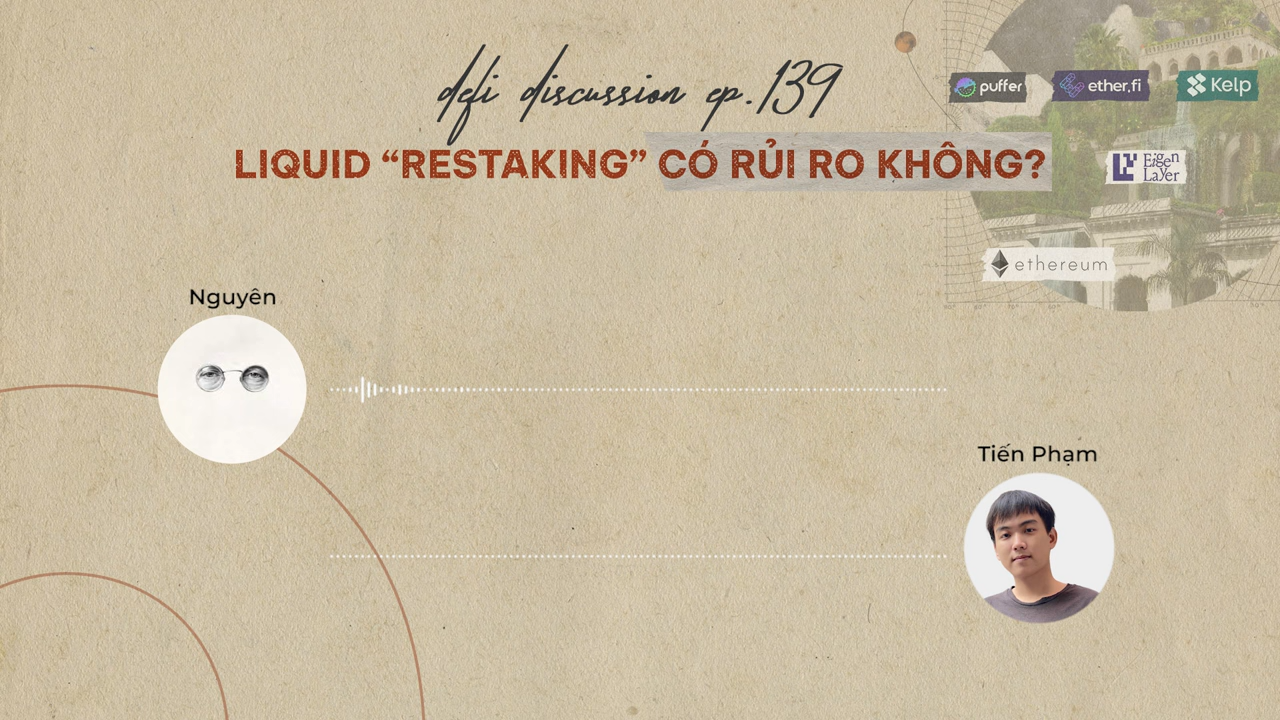 defi discussion ep.139
LIQUID “RESTAKING” CÓ RỦI RO KHÔNG?
puffer
ether.fi
Kelp
Eigen
Layer
ethereum
Nguyên
Tiến Phạm